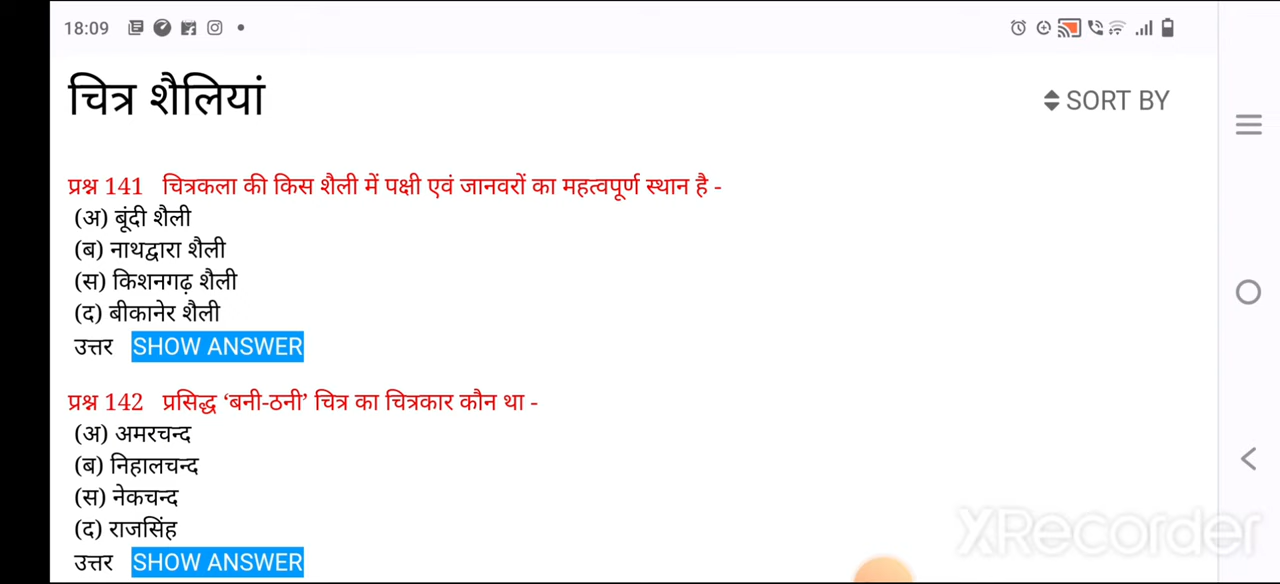 18:09
चित्र शैलियां
SORT BY
प्रश्न 141 चित्रकला की किस शैली में पक्षी एवं जानवरों का महत्वपूर्ण स्थान है -
(अ) बूंदी शैली
(ब) नाथद्वारा शैली
(स) किशनगढ़ शैली
(द) बीकानेर शैली
उत्तर SHOW ANSWER
प्रश्न 142 प्रसिद्ध ‘बनी-ठनी’ चित्र का चित्रकार कौन था -
(अ) अमरचन्द
(ब) निहालचन्द
(स) नेकचन्द
(द) राजसिंह
उत्तर SHOW ANSWER
XRecorder